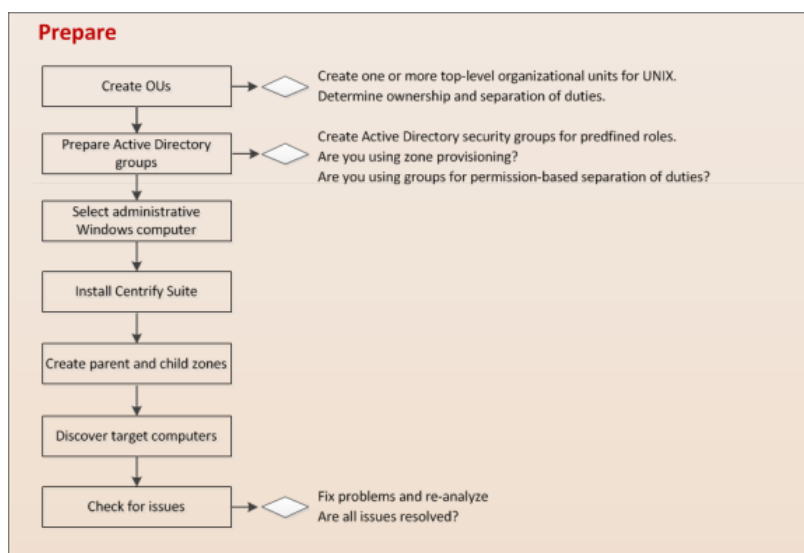 Prepare
Create OUs
Create one or more top-level organizational units for UNIX.
Determine ownership and separation of duties.
Prepare Active Directory
groups
Create Active Directory security groups for predfined roles.
Are you using zone provisioning?
Are you using groups for permission-based separation of duties?
Select administrative
Windows computer
Install Centrify Suite
Create parent and child zones
Discover target computers
Check for issues
Fix problems and re-analyze
Are all issues resolved?